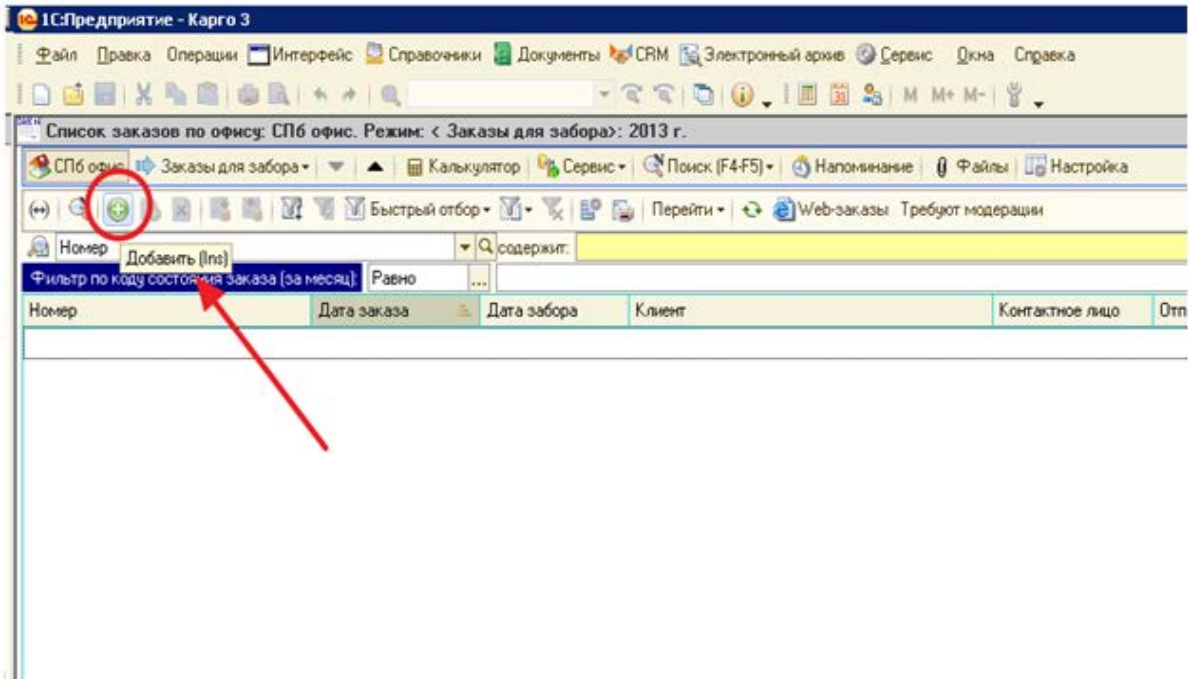 1С:Предприятие - Карго 3
Файл Правка Операции Интерфейс Справочники Документы CRM Электронный архив Сервис Окна Справка
M M+ M-
Список заказов по офису: СПб офис. Режим: < Заказы для забора>: 2013 г.
СПб офис Заказы для забора Калькулятор Сервис Поиск (F4-F5) Напоминание Файлы Настройка
Быстрый отбор Перейти Web-заказы Требуют модерации
Номер содержит:
Добавить (Ins)
Фильтр по коду состояния заказа (за месяц): Равно ...
Номер Дата заказа Дата забора Клиент Контактное лицо Отп